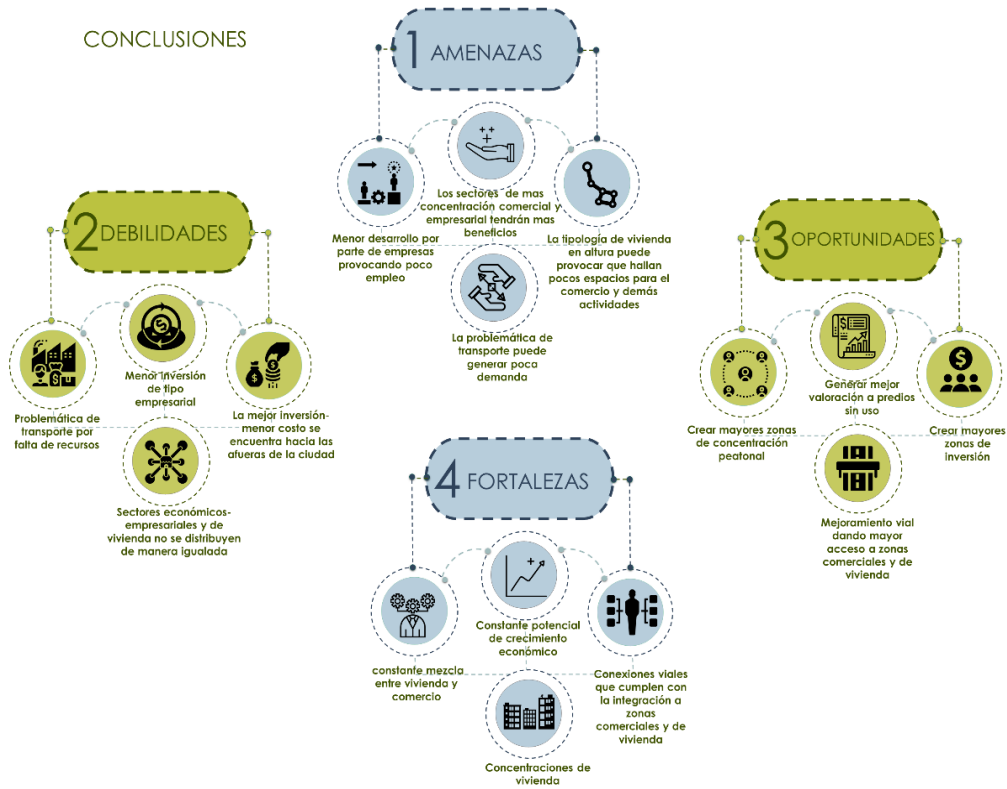 CONCLUSIONES
1 AMENAZAS
Menor desarrollo por
parte de empresas
provocando poco
empleo
Los sectores de mas
concentración comercial y
empresarial tendrán mas
beneficios
La tipología de vivienda
en altura puede
provocar que hallan
pocos espacios para el
comercio y demás
actividades
La problemática de
transporte puede
generar poca
demanda
2 DEBILIDADES
Problemática de
transporte por
falta de recursos
Menor inversión
de tipo
empresarial
La mejor inversión-
menor costo se
encuentra hacia las
afueras de la ciudad
Sectores económicos-
empresariales y de
vivienda no se distribuyen
de manera igualada
3 OPORTUNIDADES
Crear mayores zonas
de concentración
peatonal
Generar mejor
valoración a predios
sin uso
Crear mayores
zonas de
inversión
Mejoramiento vial
dando mayor
acceso a zonas
comerciales y de
vivienda
4 FORTALEZAS
constante mezcla
entre vivienda y
comercio
Constante potencial
de crecimiento
económico
Conexiones viales
que cumplen con
la integración a
zonas
comerciales y de
vivienda
Concentraciones de
vivienda